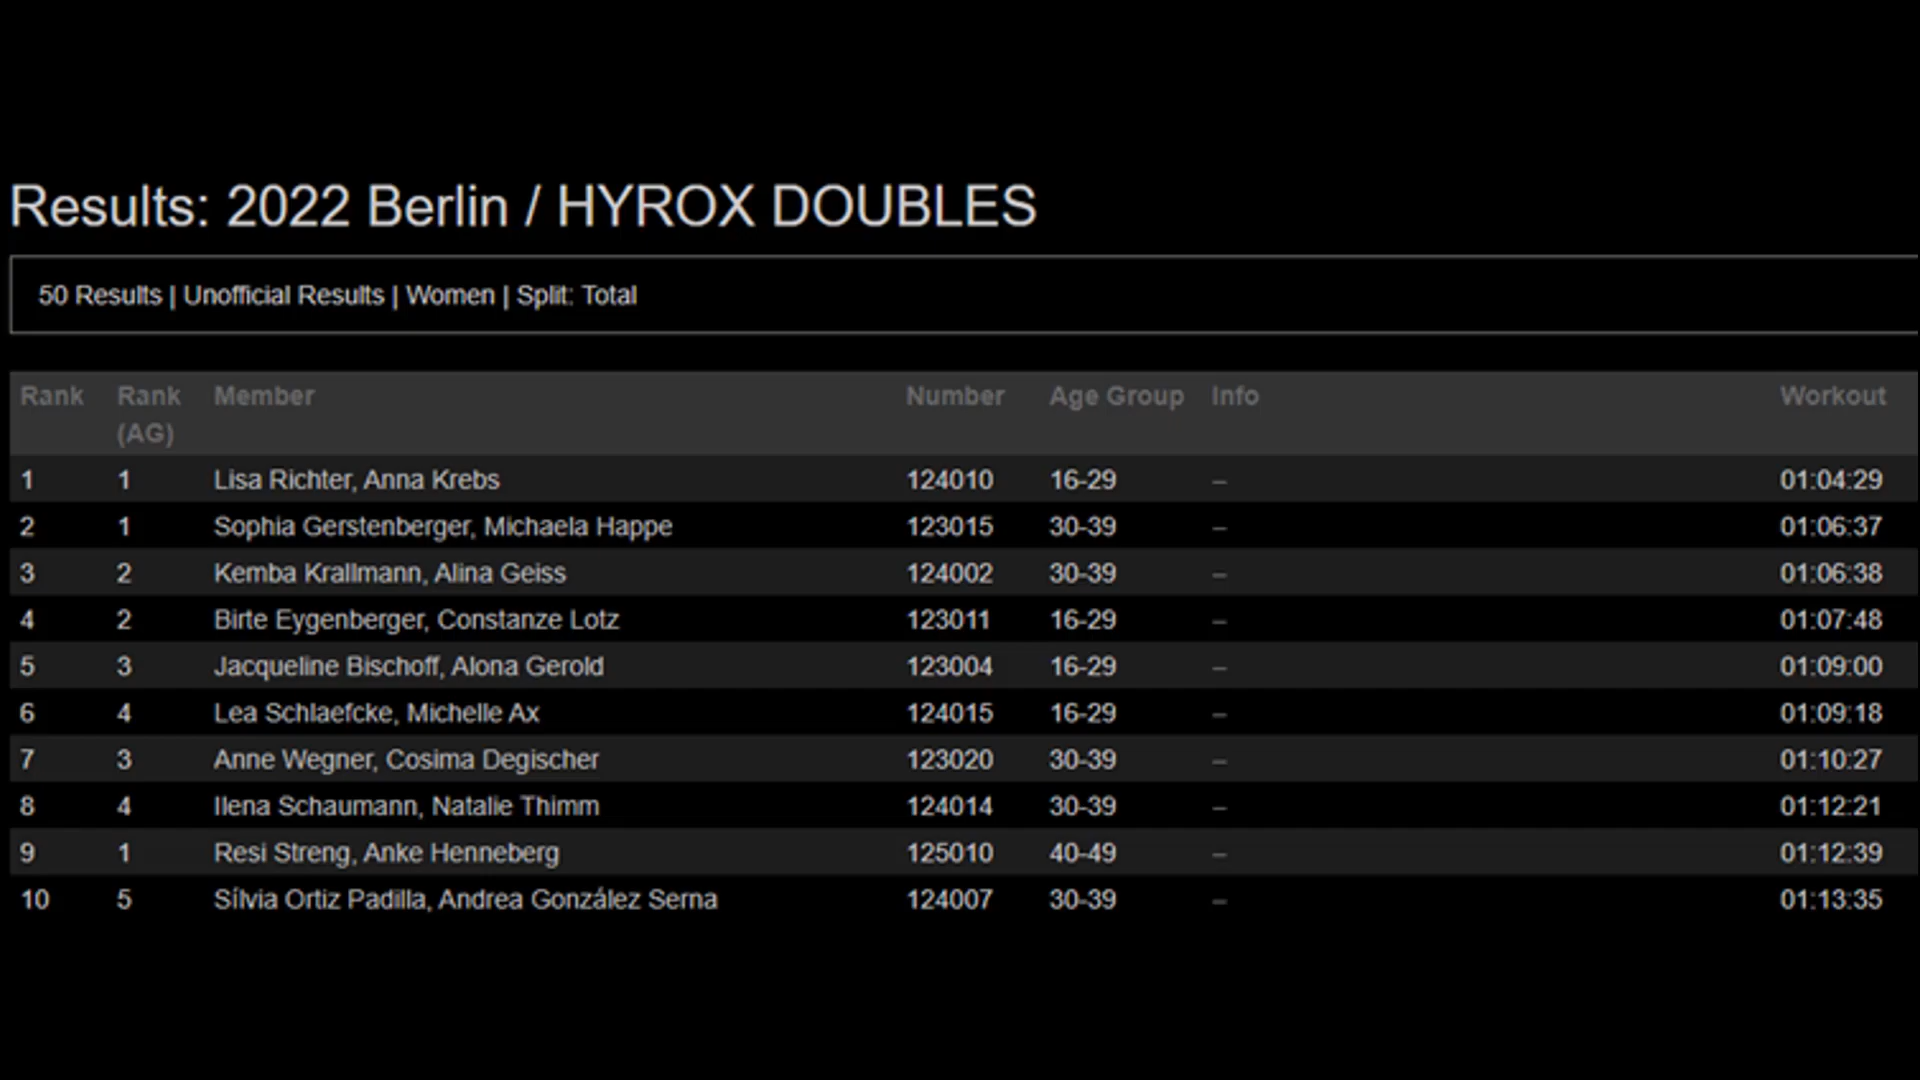 Results: 2022 Berlin / HYROX DOUBLES
50 Results | Unofficial Results | Women | Split: Total
Rank Rank (AG) Member Number Age Group Info Workout
1 1 Lisa Richter, Anna Krebs 124010 16-29 – 01:04:29
2 1 Sophia Gerstenberger, Michaela Happe 123015 30-39 – 01:06:37
3 2 Kemba Krallmann, Alina Geiss 124002 30-39 – 01:06:38
4 2 Birte Eygenberger, Constanze Lotz 123011 16-29 – 01:07:48
5 3 Jacqueline Bischoff, Alona Gerold 123004 16-29 – 01:09:00
6 4 Lea Schlaefcke, Michelle Ax 124015 16-29 – 01:09:18
7 3 Anne Wegner, Cosima Degischer 123020 30-39 – 01:10:27
8 4 Ilena Schaumann, Natalie Thimm 124014 30-39 – 01:12:21
9 1 Resi Streng, Anke Henneberg 125010 40-49 – 01:12:39
10 5 Sílvia Ortiz Padilla, Andrea González Serna 124007 30-39 – 01:13:35